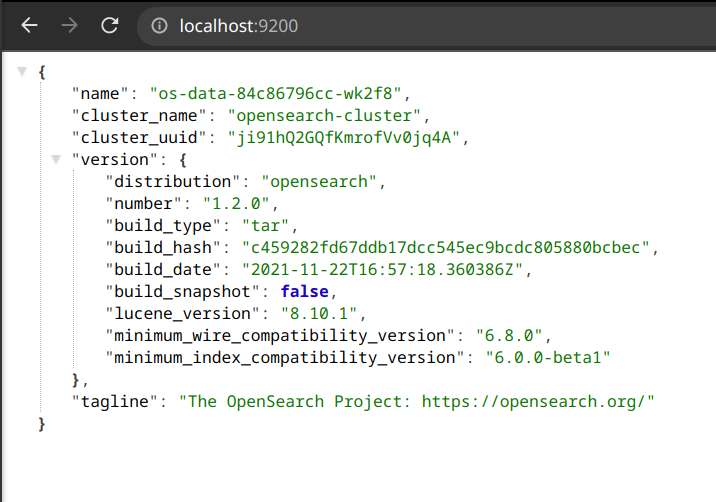 localhost:9200
{
"name": "os-data-84c86796cc-wk2f8",
"cluster_name": "opensearch-cluster",
"cluster_uuid": "ji91hQ2GQfKmrofVv0jq4A",
"version": {
"distribution": "opensearch",
"number": "1.2.0",
"build_type": "tar",
"build_hash": "c459282fd67ddb17dcc545ec9bcdc805880bcbec",
"build_date": "2021-11-22T16:57:18.360386Z",
"build_snapshot": false,
"lucene_version": "8.10.1",
"minimum_wire_compatibility_version": "6.8.0",
"minimum_index_compatibility_version": "6.0.0-beta1"
},
"tagline": "The OpenSearch Project: https://opensearch.org/"
}